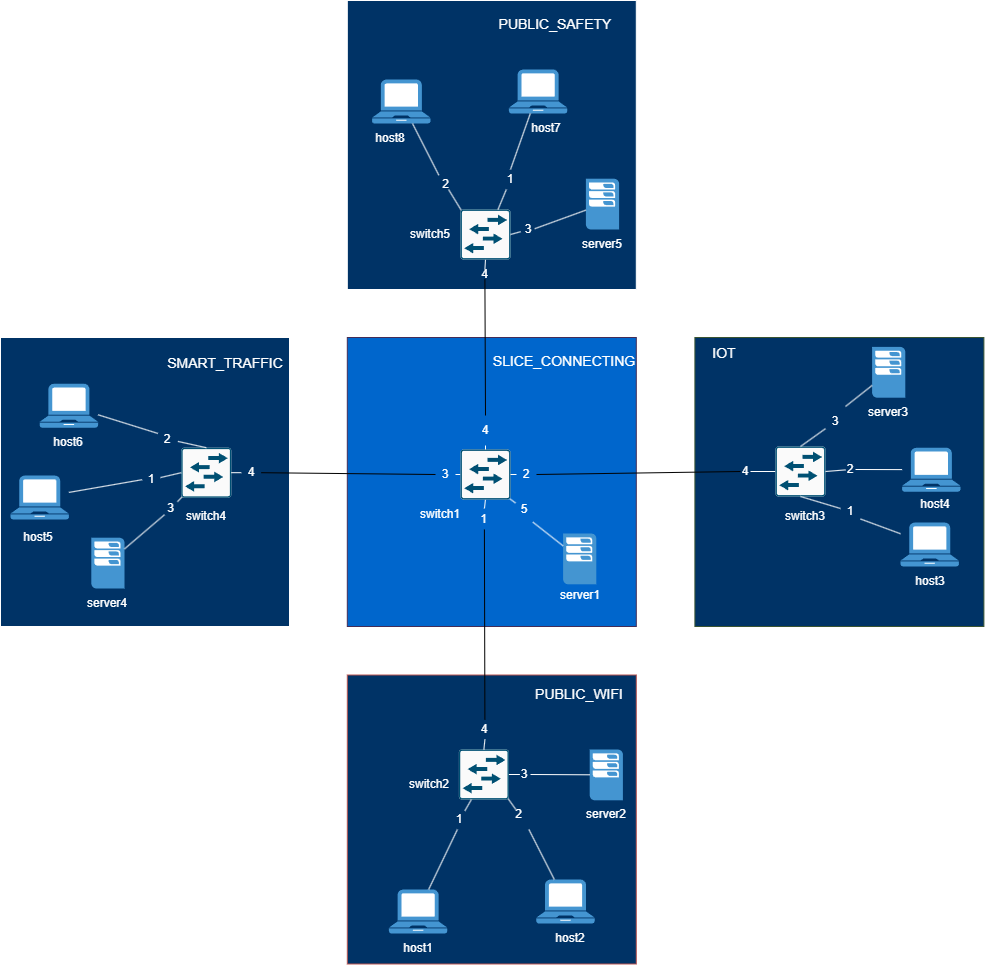 PUBLIC_SAFETY
host8
host7
2
1
switch5
3
server5
4
SMART_TRAFFIC
host6
2
1
host5
3
4
switch4
server4
SLICE_CONNECTING
4
3
2
switch1
1
5
server1
IOT
server3
3
4
2
host4
switch3
1
host3
PUBLIC_WIFI
4
switch2
3
server2
1
2
host1
host2